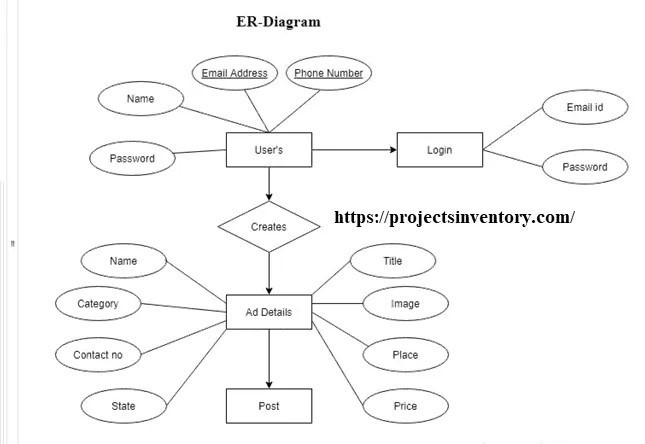 ER-Diagram
Email Address
Phone Number
Name
Email id
User's
Login
Password
Password
Creates
https://projectsinventory.com/
Name
Title
Category
Image
Ad Details
Contact no
Place
State
Post
Price